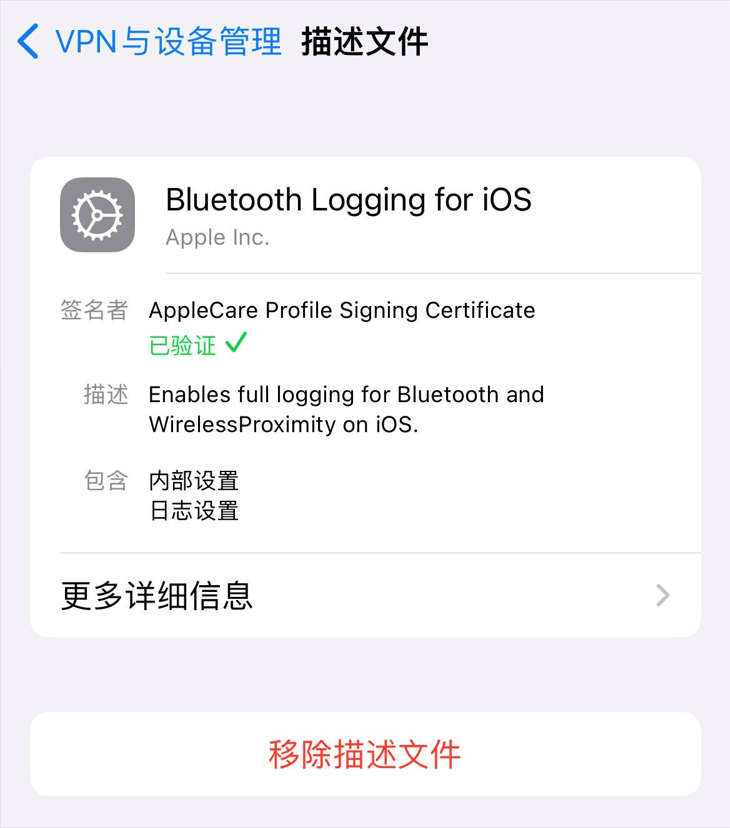 VPN与设备管理 描述文件
Bluetooth Logging for iOS
Apple Inc.
签名者 AppleCare Profile Signing Certificate
已验证
描述 Enables full logging for Bluetooth and
WirelessProximity on iOS.
包含 内部设置
日志设置
更多详细信息
移除描述文件